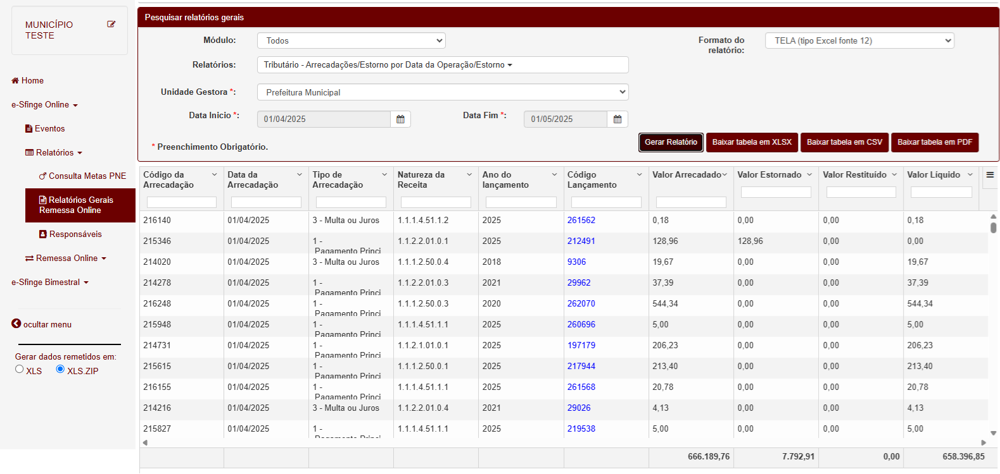 MUNICÍPIO
TESTE
Home
e-Sfinge Online
Eventos
Relatórios
Consulta Metas PNE
Relatórios Gerais
Remessa Online
Responsáveis
Remessa Online
e-Sfinge Bimestral
ocultar menu
Gerar dados remetidos em:
XLS XLS.ZIP
Pesquisar relatórios gerais
Módulo: Todos Formato do relatório: TELA (tipo Excel fonte 12)
Relatórios: Tributário - Arrecadações/Estorno por Data da Operação/Estorno
Unidade Gestora *: Prefeitura Municipal
Data Inicio *: 01/04/2025 Data Fim *: 01/05/2025
* Preenchimento Obrigatório.
Gerar Relatório Baixar tabela em XLSX Baixar tabela em CSV Baixar tabela em PDF
Código da Arrecadação Data da Arrecadação Tipo de Arrecadação Natureza da Receita Ano do lançamento Código Lançamento Valor Arrecadado Valor Estornado Valor Restituído Valor Líquido
216140 01/04/2025 3 - Multa ou Juros 1.1.1.4.51.1.2 2025 261562 0,18 0,00 0,00 0,18
215346 01/04/2025 1 - Pagamento Princi 1.1.2.2.01.0.1 2025 212491 128,96 128,96 0,00 0,00
214020 01/04/2025 3 - Multa ou Juros 1.1.1.2.50.0.4 2018 9306 19,67 0,00 0,00 19,67
214278 01/04/2025 1 - Pagamento Princi 1.1.2.2.01.0.3 2021 29962 37,39 0,00 0,00 37,39
216248 01/04/2025 1 - Pagamento Princi 1.1.1.2.50.0.3 2020 262070 544,34 0,00 0,00 544,34
215948 01/04/2025 1 - Pagamento Princi 1.1.1.4.51.1.1 2025 260696 5,00 0,00 0,00 5,00
214731 01/04/2025 1 - Pagamento Princi 1.1.2.1.01.0.1 2025 197179 206,23 0,00 0,00 206,23
215615 01/04/2025 1 - Pagamento Princi 1.1.1.2.50.0.1 2025 217944 213,40 0,00 0,00 213,40
216155 01/04/2025 1 - Pagamento Princi 1.1.1.4.51.1.1 2025 261568 20,78 0,00 0,00 20,78
214216 01/04/2025 3 - Multa ou Juros 1.1.2.2.01.0.4 2021 29026 4,13 0,00 0,00 4,13
215827 01/04/2025 1 - Pagamento Princi 1.1.1.4.51.1.1 2025 219538 5,00 0,00 0,00 5,00
666.189,76 7.792,91 0,00 658.396,85